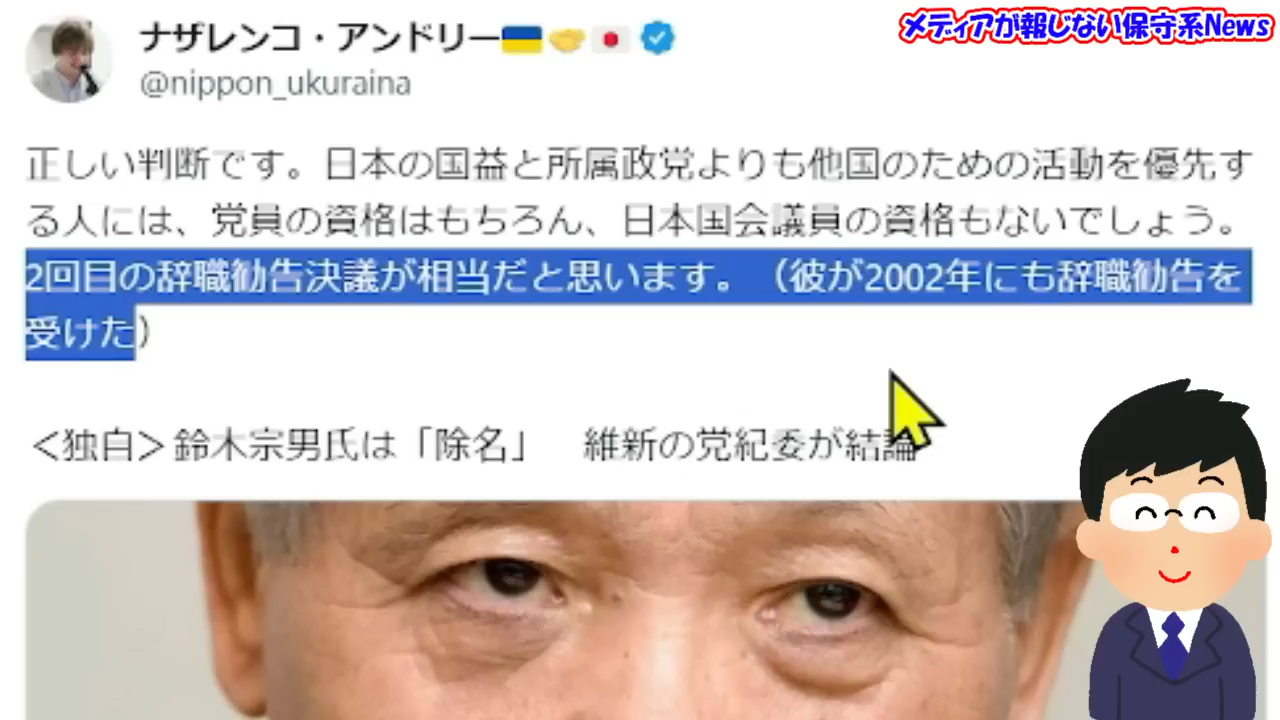 メディアが報じない保守系News
ナザレンコ・アンドリー
@nippon_ukuraina
正しい判断です。日本の国益と所属政党よりも他国のための活動を優先す
る人には、党員の資格はもちろん、日本国会議員の資格もないでしょう。
2回目の辞職勧告決議が相当だと思います。（彼が2002年にも辞職勧告を
受けた）
＜独自＞鈴木宗男氏は「除名」　維新の党紀委が結論